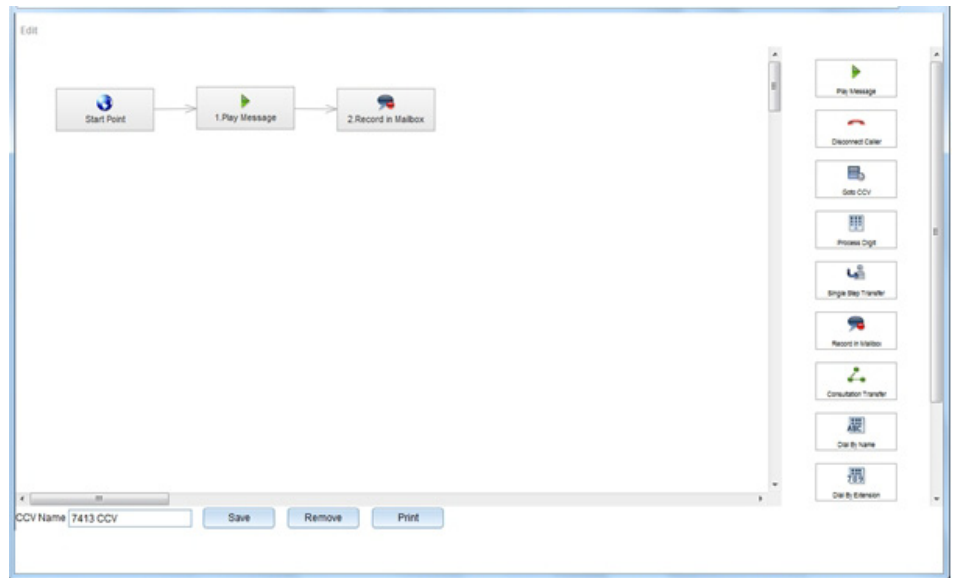 Edit
Start Point
1.Play Message
2.Record in Mailbox
Play Message
Disconnect Caller
Goto CCV
Process Digit
Single Step Transfer
Record in Mailbox
Consultation Transfer
ABC
Dial By Name
789
Dial By Extension
CCV Name 7413 CCV Save Remove Print